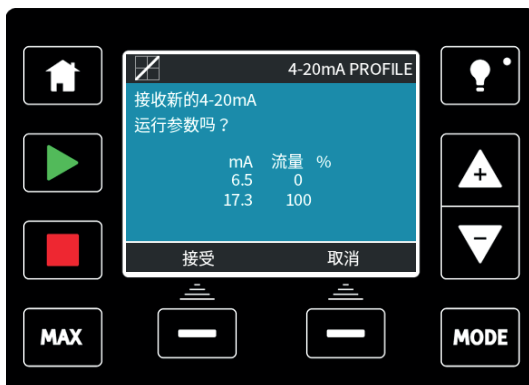 4-20mA PROFILE
接收新的4-20mA
运行参数吗？
mA 流量 %
6.5 0
17.3 100
接受 取消
+
-
MAX
MODE